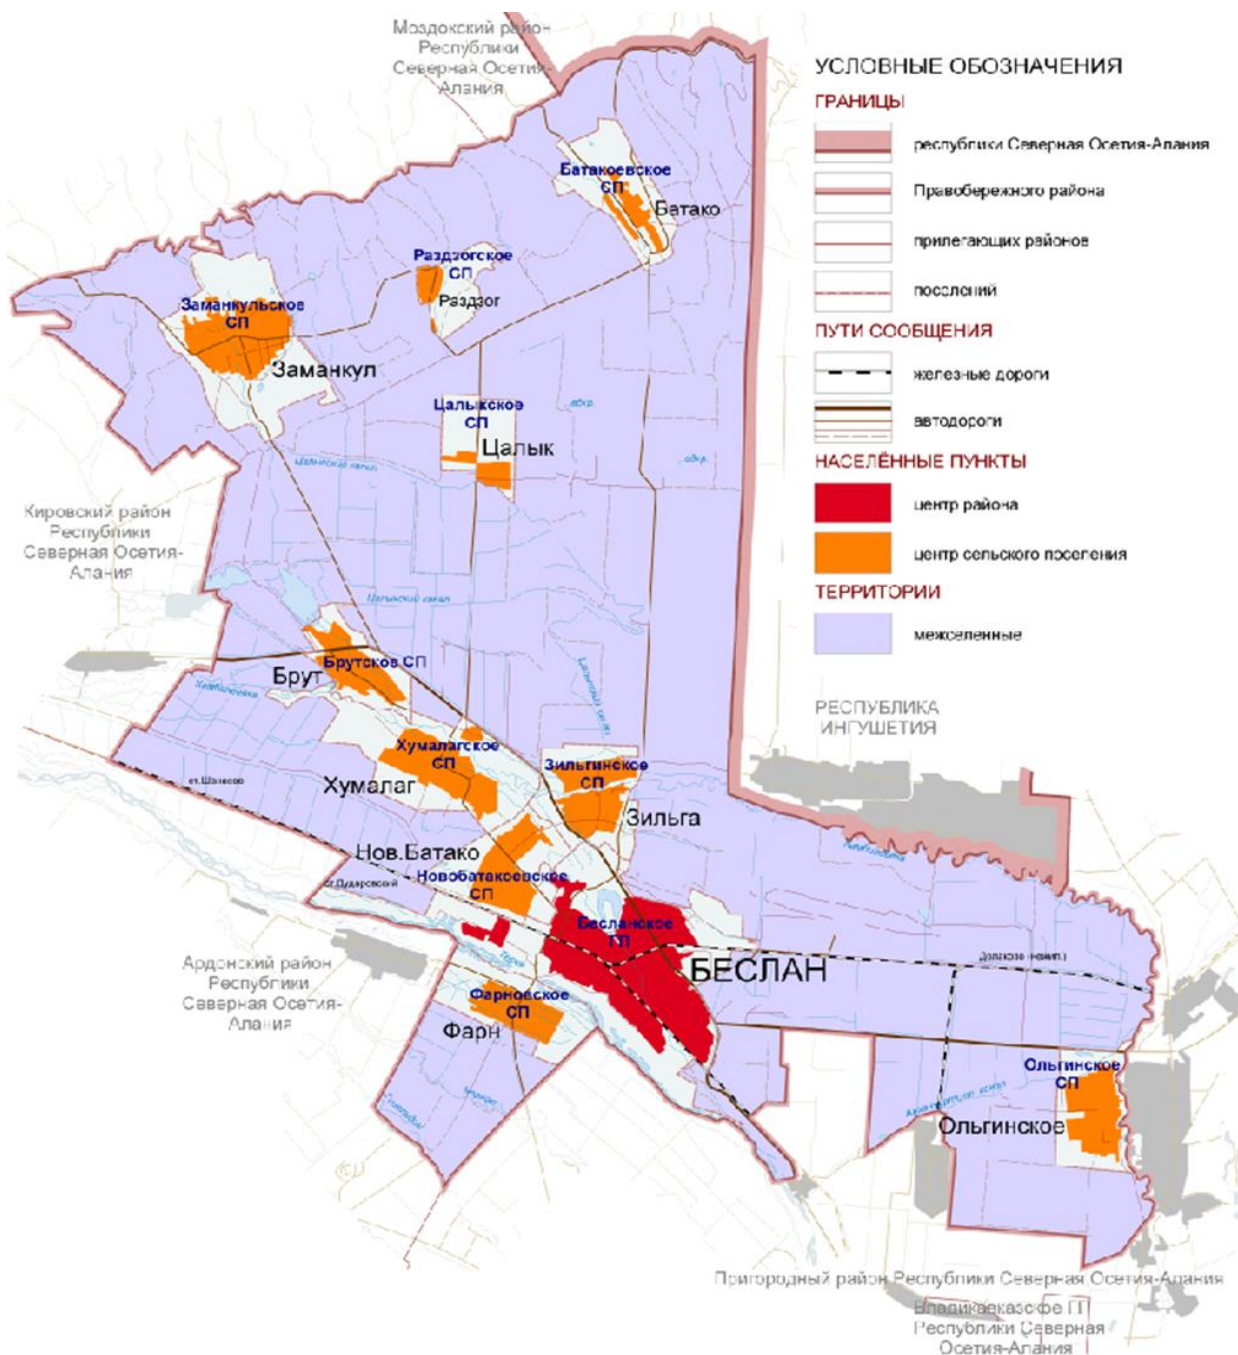 Моздокский район
Республики
Северная Осетия-
Алания
УСЛОВНЫЕ ОБОЗНАЧЕНИЯ
ГРАНИЦЫ
республики Северная Осетия-Алания
Правобережного района
прилегающих районов
поселений
ПУТИ СООБЩЕНИЯ
железные дороги
автодороги
НАСЕЛЁННЫЕ ПУНКТЫ
центр района
центр сельского поселения
ТЕРРИТОРИИ
межселенные
РЕСПУБЛИКА
ИНГУШЕТИЯ
Батакоевское
СП
Батако
Раздзогское
СП
Раздзог
Заманкульское
СП
Заманкул
Цалыкское
СП
Цалык
Кировский район
Республики
Северная Осетия-
Алания
Цалыкский канал
Брутское СП
Брут
Хумалагское
СП
Хумалаг
Зильгинское
СП
Зильга
Нов.Батако
Новобатакоевское
СП
Бесланское
ГП
БЕСЛАН
Ардонский район
Республики
Северная Осетия-
Алания
Фарновское
СП
Фарн
Ольгинское
СП
Ольгинское
Пригородный район Республики Северная Осетия-Алания
Владикавказское ГП
Республики Северная
Осетия-Алания